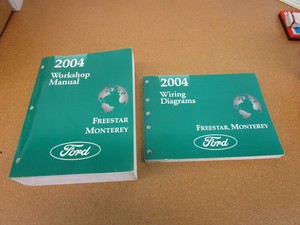 2004
Workshop
Manual
FREESTAR
MONTEREY
Ford
2004
Wiring
Diagrams
FREESTAR, MONTEREY
Ford